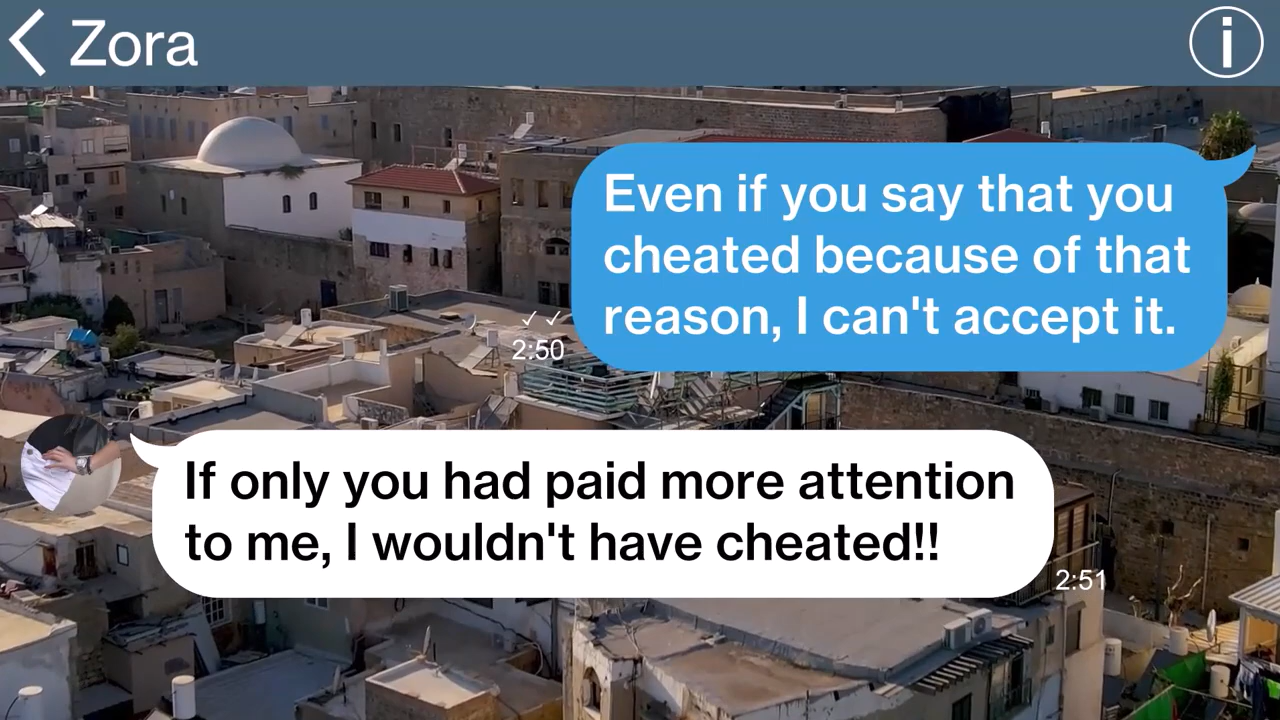 Zora
Even if you say that you
cheated because of that
reason, I can't accept it.
2:50
If only you had paid more attention
to me, I wouldn't have cheated!!
2:51